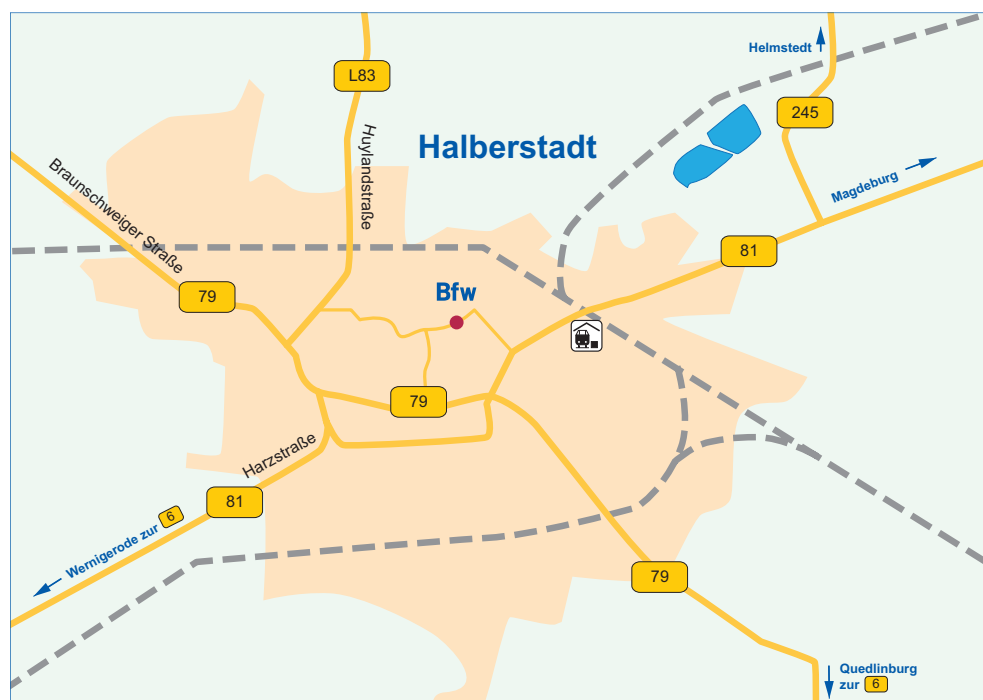 Helmstedt
L83
245
Halberstadt
Huylandstraße
Braunschweiger Straße
Magdeburg
81
79
Bfw
79
Harzstraße
81
Wernigerode zur 6
79
Quedlinburg
zur 6